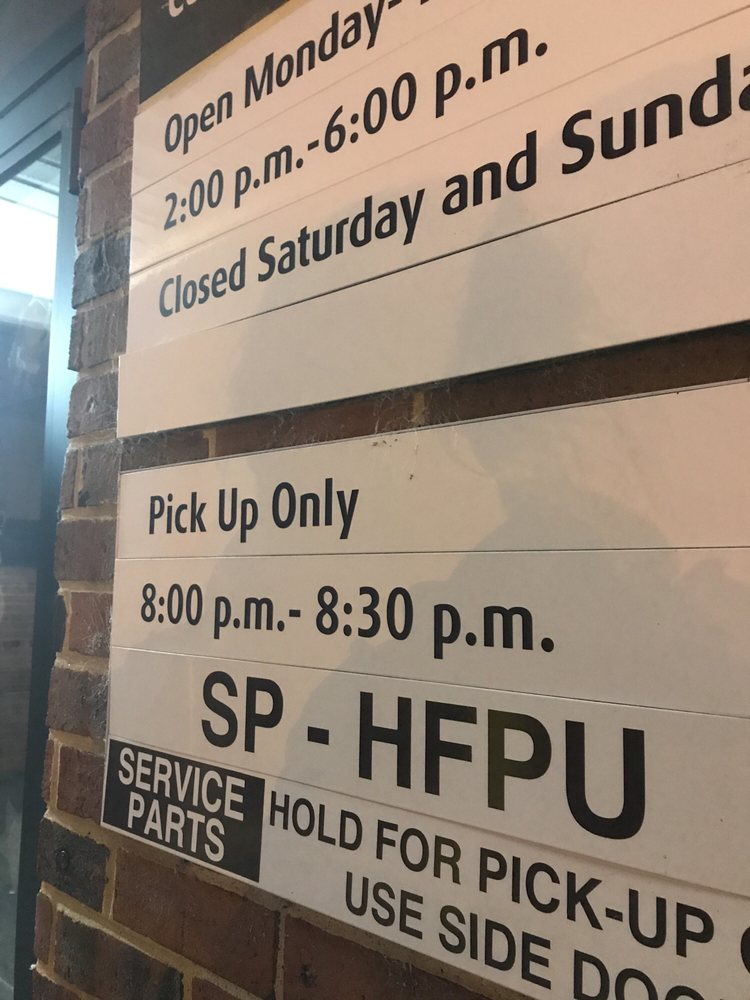 Open Monday-
2:00 p.m.-6:00 p.m.
Closed Saturday and Sunda
Pick Up Only
8:00 p.m.- 8:30 p.m.
SP - HFPU
SERVICE
PARTS
HOLD FOR PICK-UP
USE SIDE DOO